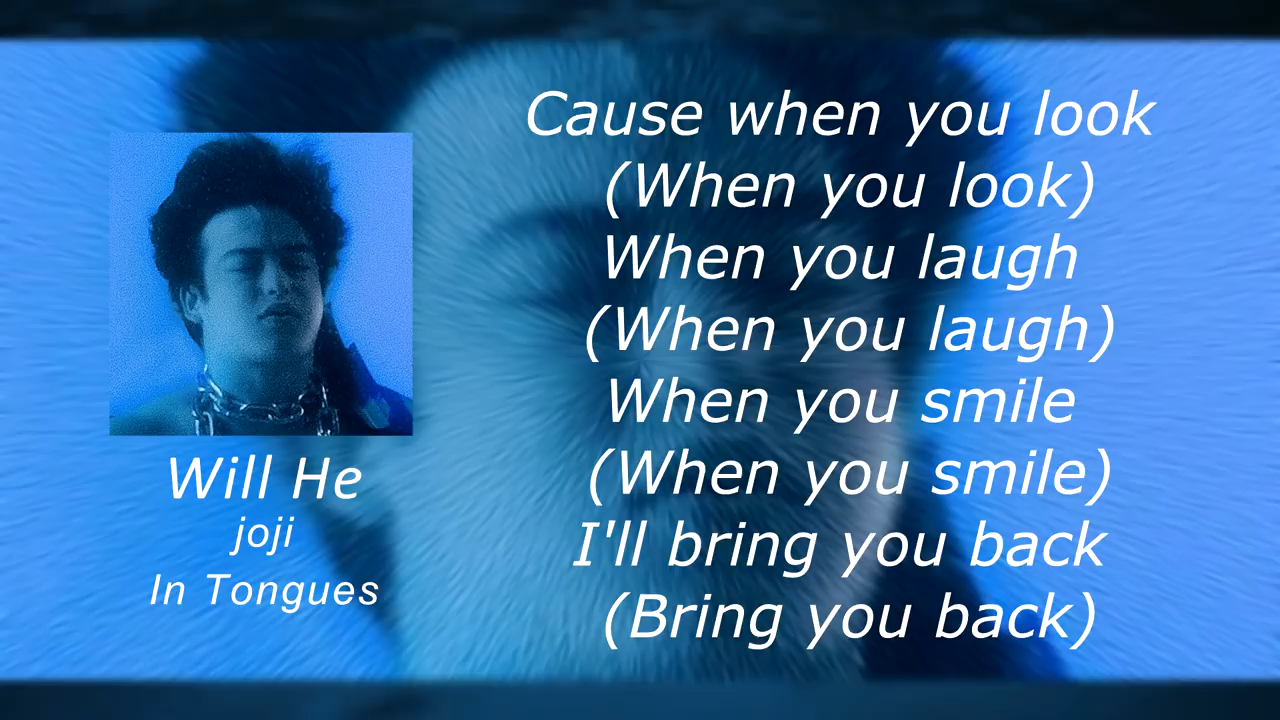 Will He
joji
In Tongues
Cause when you look
(When you look)
When you laugh
(When you laugh)
When you smile
(When you smile)
I'll bring you back
(Bring you back)